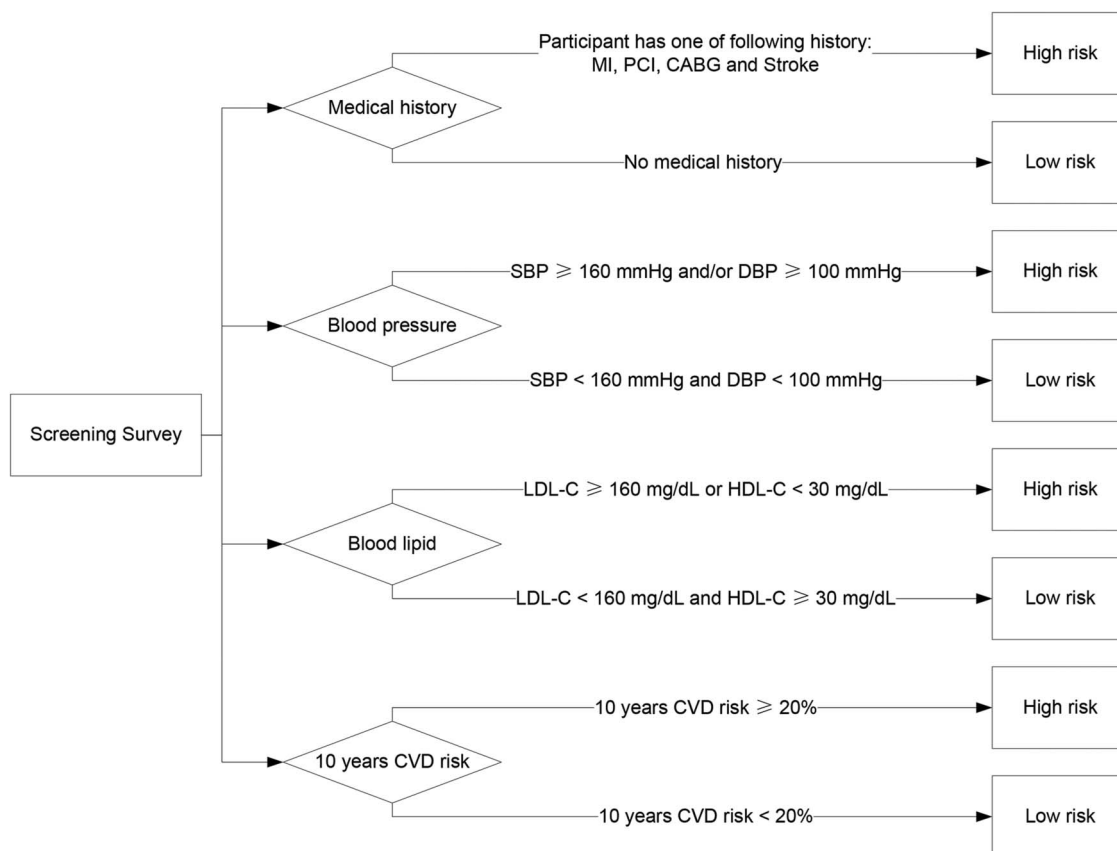 Participant has one of following history:
MI, PCI, CABG and Stroke
High risk
Medical history
No medical history
Low risk
SBP ⩾ 160 mmHg and/or DBP ⩾ 100 mmHg
High risk
Blood pressure
SBP < 160 mmHg and DBP < 100 mmHg
Low risk
Screening Survey
LDL-C ⩾ 160 mg/dL or HDL-C < 30 mg/dL
High risk
Blood lipid
LDL-C < 160 mg/dL and HDL-C ⩾ 30 mg/dL
Low risk
10 years CVD risk ⩾ 20%
High risk
10 years CVD risk
10 years CVD risk < 20%
Low risk